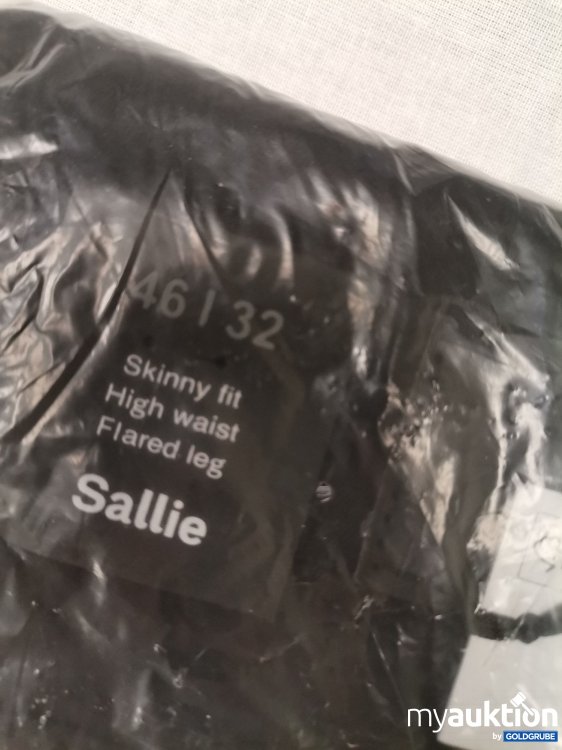 46 | 32
Skinny fit
High waist
Flared leg
Sallie
myauktion
by GOLDGRUBE